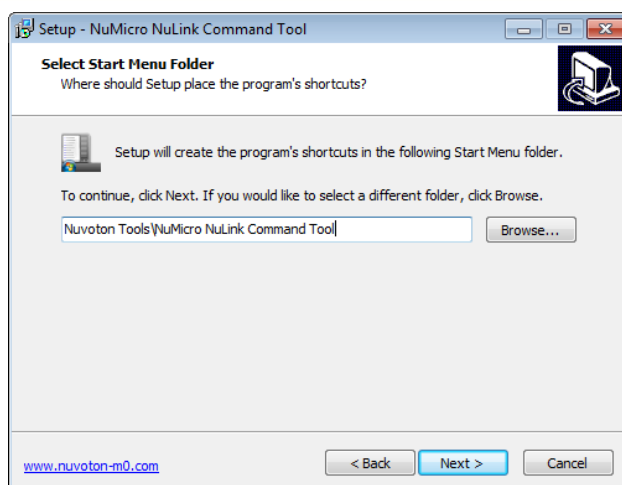 Setup - NuMicro NuLink Command Tool
Select Start Menu Folder
Where should Setup place the program's shortcuts?
Setup will create the program's shortcuts in the following Start Menu folder.
To continue, click Next. If you would like to select a different folder, click Browse.
Nuvoton Tools\NuMicro NuLink Command Tool
Browse...
www.nuvoton-m0.com
< Back
Next >
Cancel